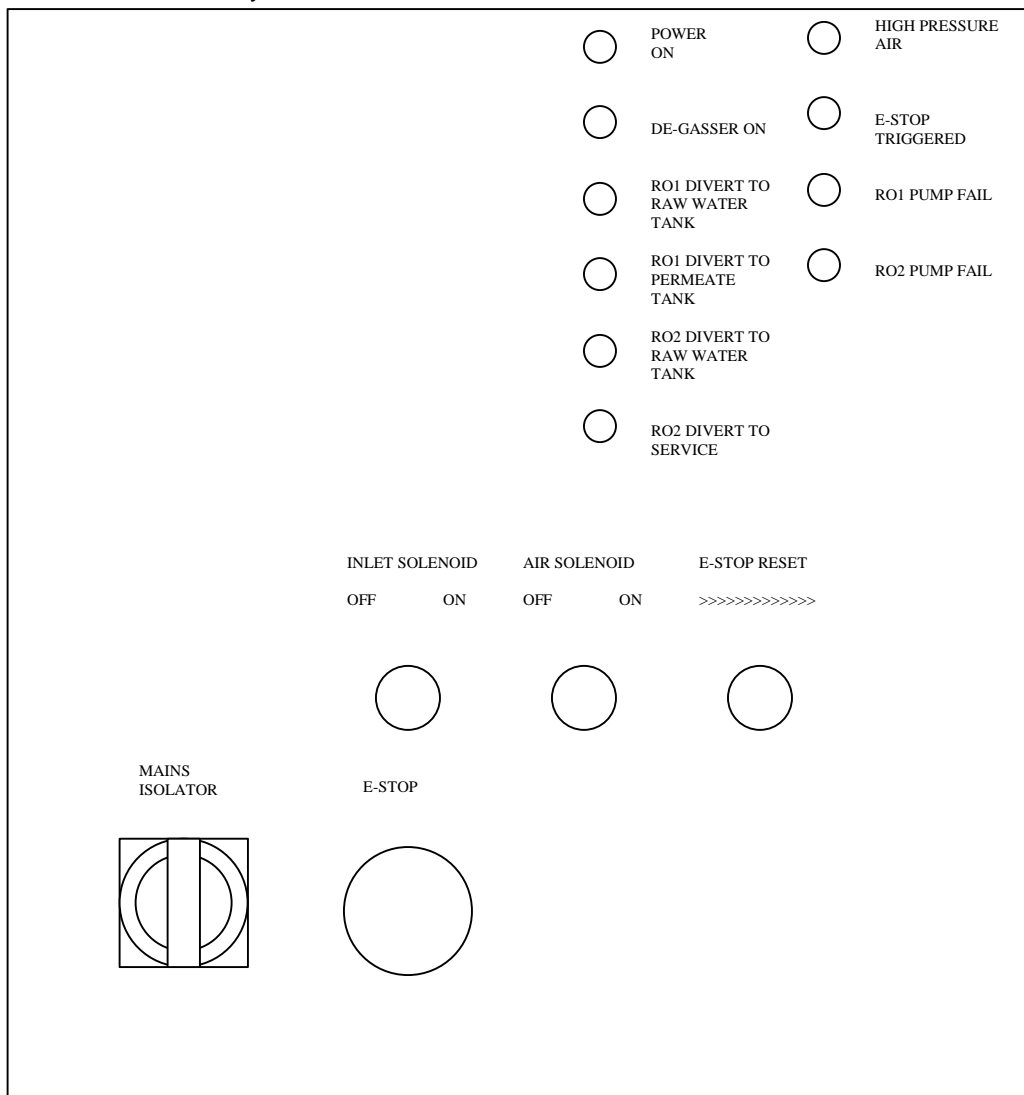 POWER
ON
HIGH PRESSURE
AIR
DE-GASSER ON
E-STOP
TRIGGERED
RO1 DIVERT TO
RAW WATER
TANK
RO1 PUMP FAIL
RO1 DIVERT TO
PERMEATE
TANK
RO2 PUMP FAIL
RO2 DIVERT TO
RAW WATER
TANK
RO2 DIVERT TO
SERVICE
INLET SOLENOID
OFF ON
AIR SOLENOID
OFF ON
E-STOP RESET
>>>>>>>>>>>>>
MAINS
ISOLATOR
E-STOP